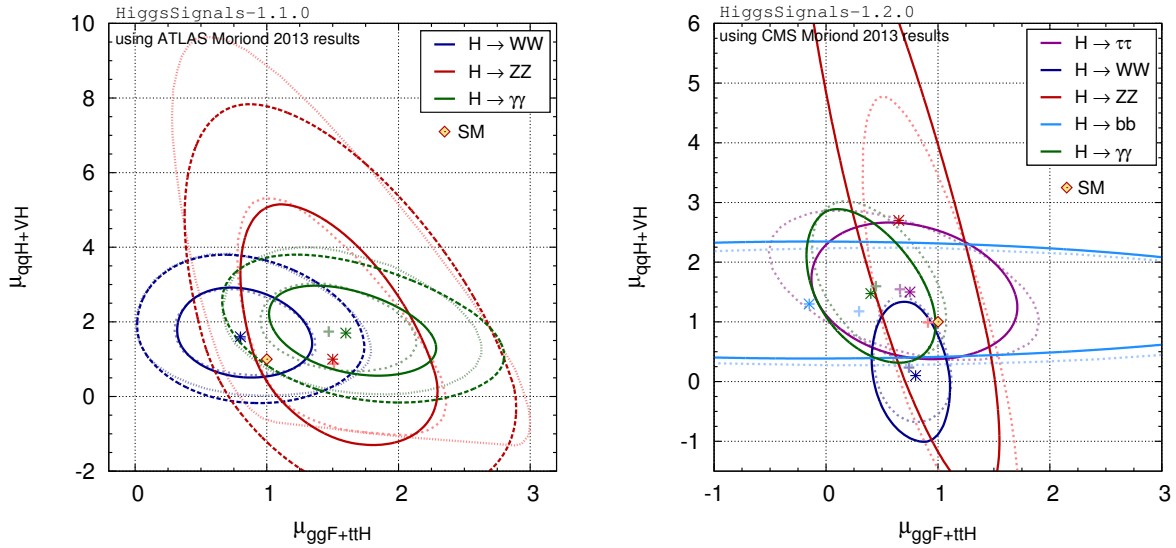 HiggsSignals-1.1.0
using ATLAS Moriond 2013 results
H → WW
H → ZZ
H → γγ
SM
10
8
6
4
2
0
-2
μqqH+VH
0
1
2
3
μggF+ttH
HiggsSignals-1.2.0
using CMS Moriond 2013 results
H → ττ
H → WW
H → ZZ
H → bb
H → γγ
SM
6
5
4
3
2
1
0
-1
μqqH+VH
-1
0
1
2
3
μggF+ttH